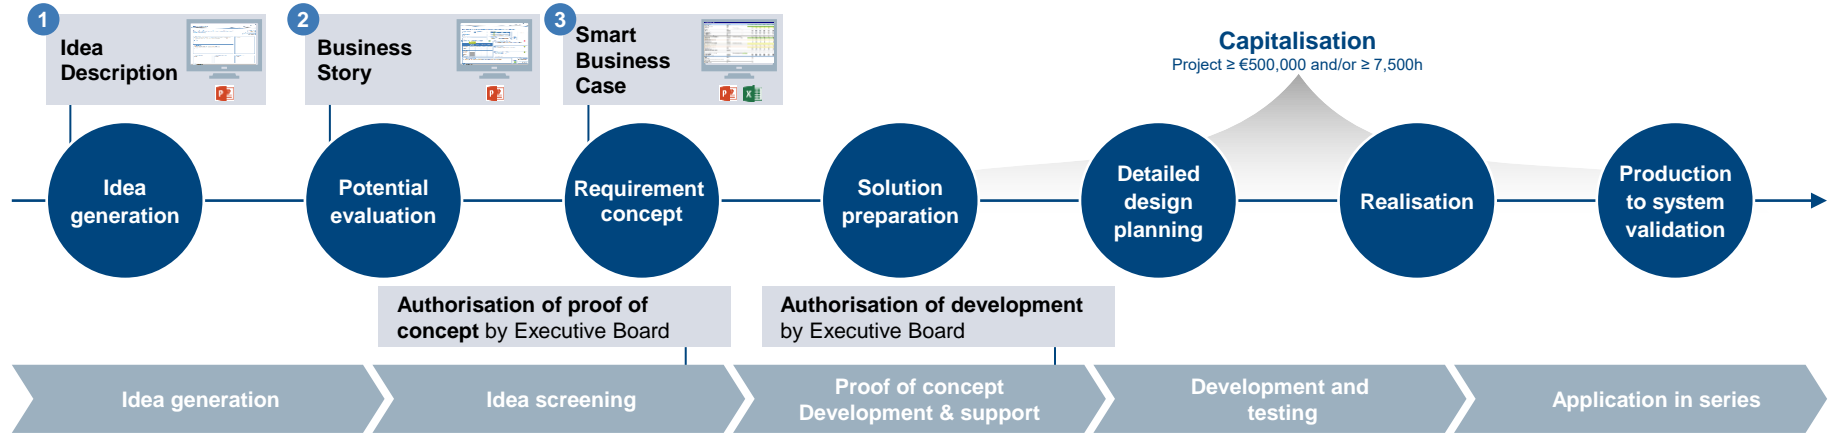 1
Idea
Description
2
Business
Story
3
Smart
Business
Case
Capitalisation
Project ≥ €500,000 and/or ≥ 7,500h
Idea
generation
Potential
evaluation
Requirement
concept
Solution
preparation
Detailed
design
planning
Realisation
Production
to system
validation
Authorisation of proof of
concept by Executive Board
Authorisation of development
by Executive Board
Idea generation
Idea screening
Proof of concept
Development & support
Development and
testing
Application in series